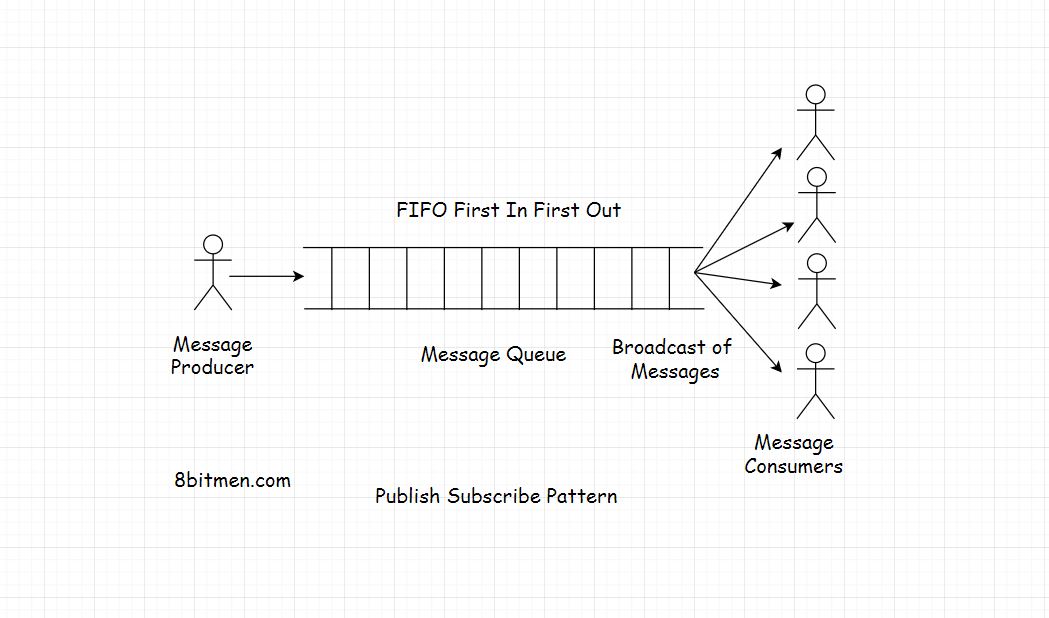 FIFO First In First Out
Message
Producer
Message Queue
Broadcast of
Messages
Message
Consumers
8bitmen.com
Publish Subscribe Pattern